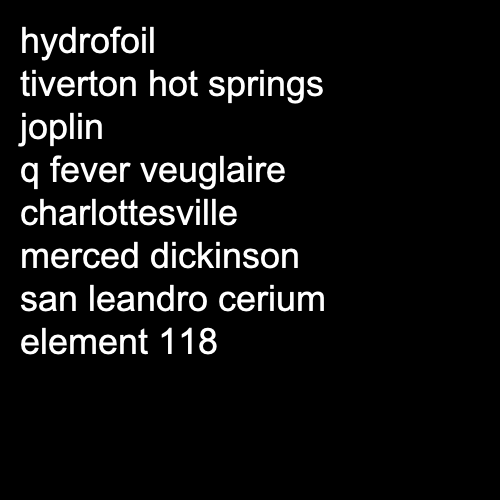 hydrofoil
tiverton hot springs
joplin
q fever veuglaire
charlottesville
merced dickinson
san leandro cerium
element 118